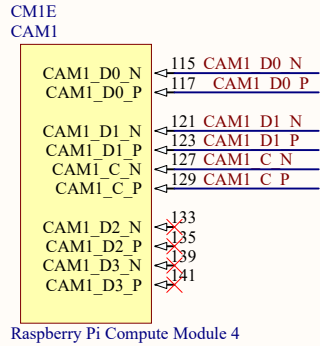 CM1E
CAM1
CAM1_D0_N 115 CAM1_D0_N
CAM1_D0_P 117 CAM1_D0_P
CAM1_D1_N 121 CAM1_D1_N
CAM1_D1_P 123 CAM1_D1_P
CAM1_C_N 127 CAM1_C_N
CAM1_C_P 129 CAM1_C_P
CAM1_D2_N 133
CAM1_D2_P 135
CAM1_D3_N 139
CAM1_D3_P 141
Raspberry Pi Compute Module 4